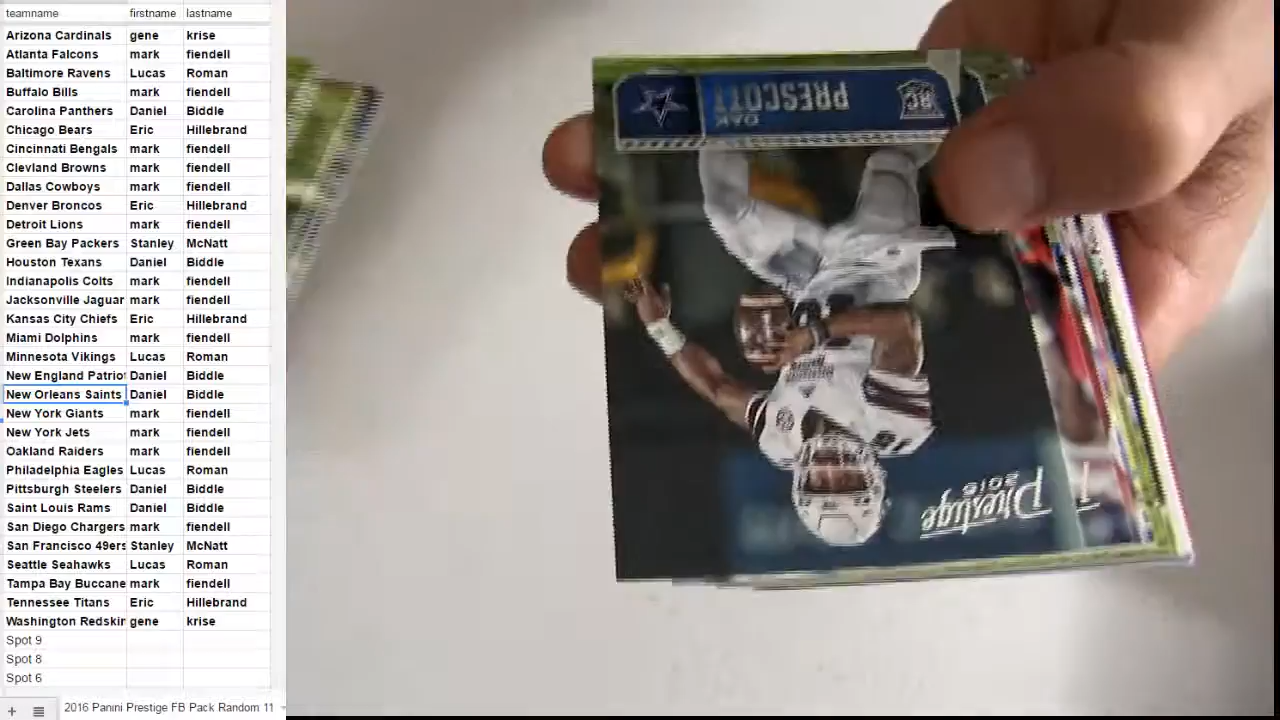 teamname firstname lastname
Arizona Cardinals gene krise
Atlanta Falcons mark fiendell
Baltimore Ravens Lucas Roman
Buffalo Bills mark fiendell
Carolina Panthers Daniel Biddle
Chicago Bears Eric Hillebrand
Cincinnati Bengals mark fiendell
Clevland Browns mark fiendell
Dallas Cowboys mark fiendell
Denver Broncos Eric Hillebrand
Detroit Lions mark fiendell
Green Bay Packers Stanley McNatt
Houston Texans Daniel Biddle
Indianapolis Colts mark fiendell
Jacksonville Jaguar mark fiendell
Kansas City Chiefs Eric Hillebrand
Miami Dolphins mark fiendell
Minnesota Vikings Lucas Roman
New England Patriot Daniel Biddle
New Orleans Saints Daniel Biddle
New York Giants mark fiendell
New York Jets mark fiendell
Oakland Raiders mark fiendell
Philadelphia Eagles Lucas Roman
Pittsburgh Steelers Daniel Biddle
Saint Louis Rams Daniel Biddle
San Diego Chargers mark fiendell
San Francisco 49ers Stanley McNatt
Seattle Seahawks Lucas Roman
Tampa Bay Buccane mark fiendell
Tennessee Titans Eric Hillebrand
Washington Redskin gene krise
Spot 9
Spot 8
Spot 6
2016 Panini Prestige FB Pack Random 11
DAK
PRESCOTT
RC
Prestige
2016